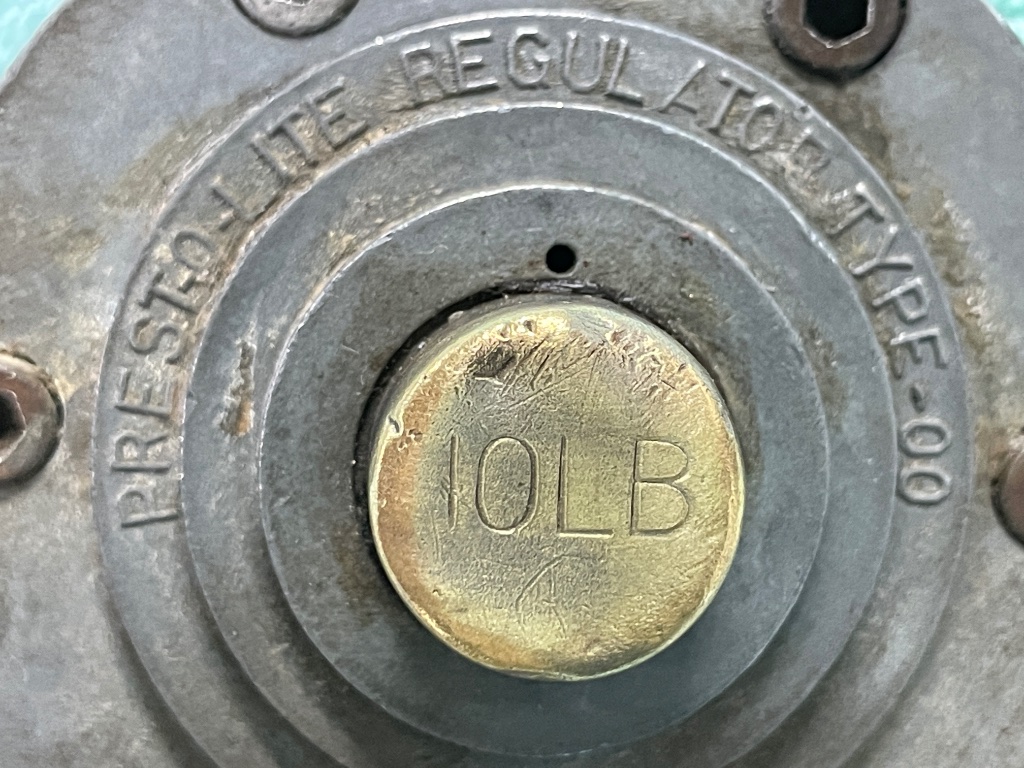 PREST-O-LITE REGULATOR TYPE-00
10LB